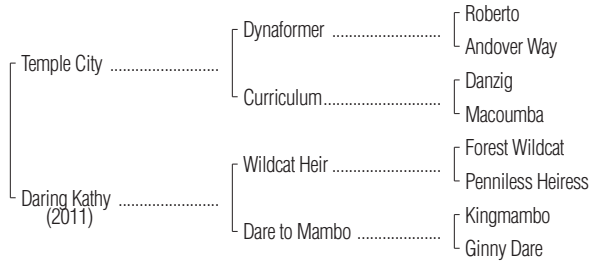 Roberto
Dynaformer ........................
Andover Way
Temple City ........................
Danzig
Curriculum..........................
Macoumba
Forest Wildcat
Wildcat Heir ........................
Penniless Heiress
Daring Kathy ......................
(2011)
Kingmambo
Dare to Mambo ..................
Ginny Dare